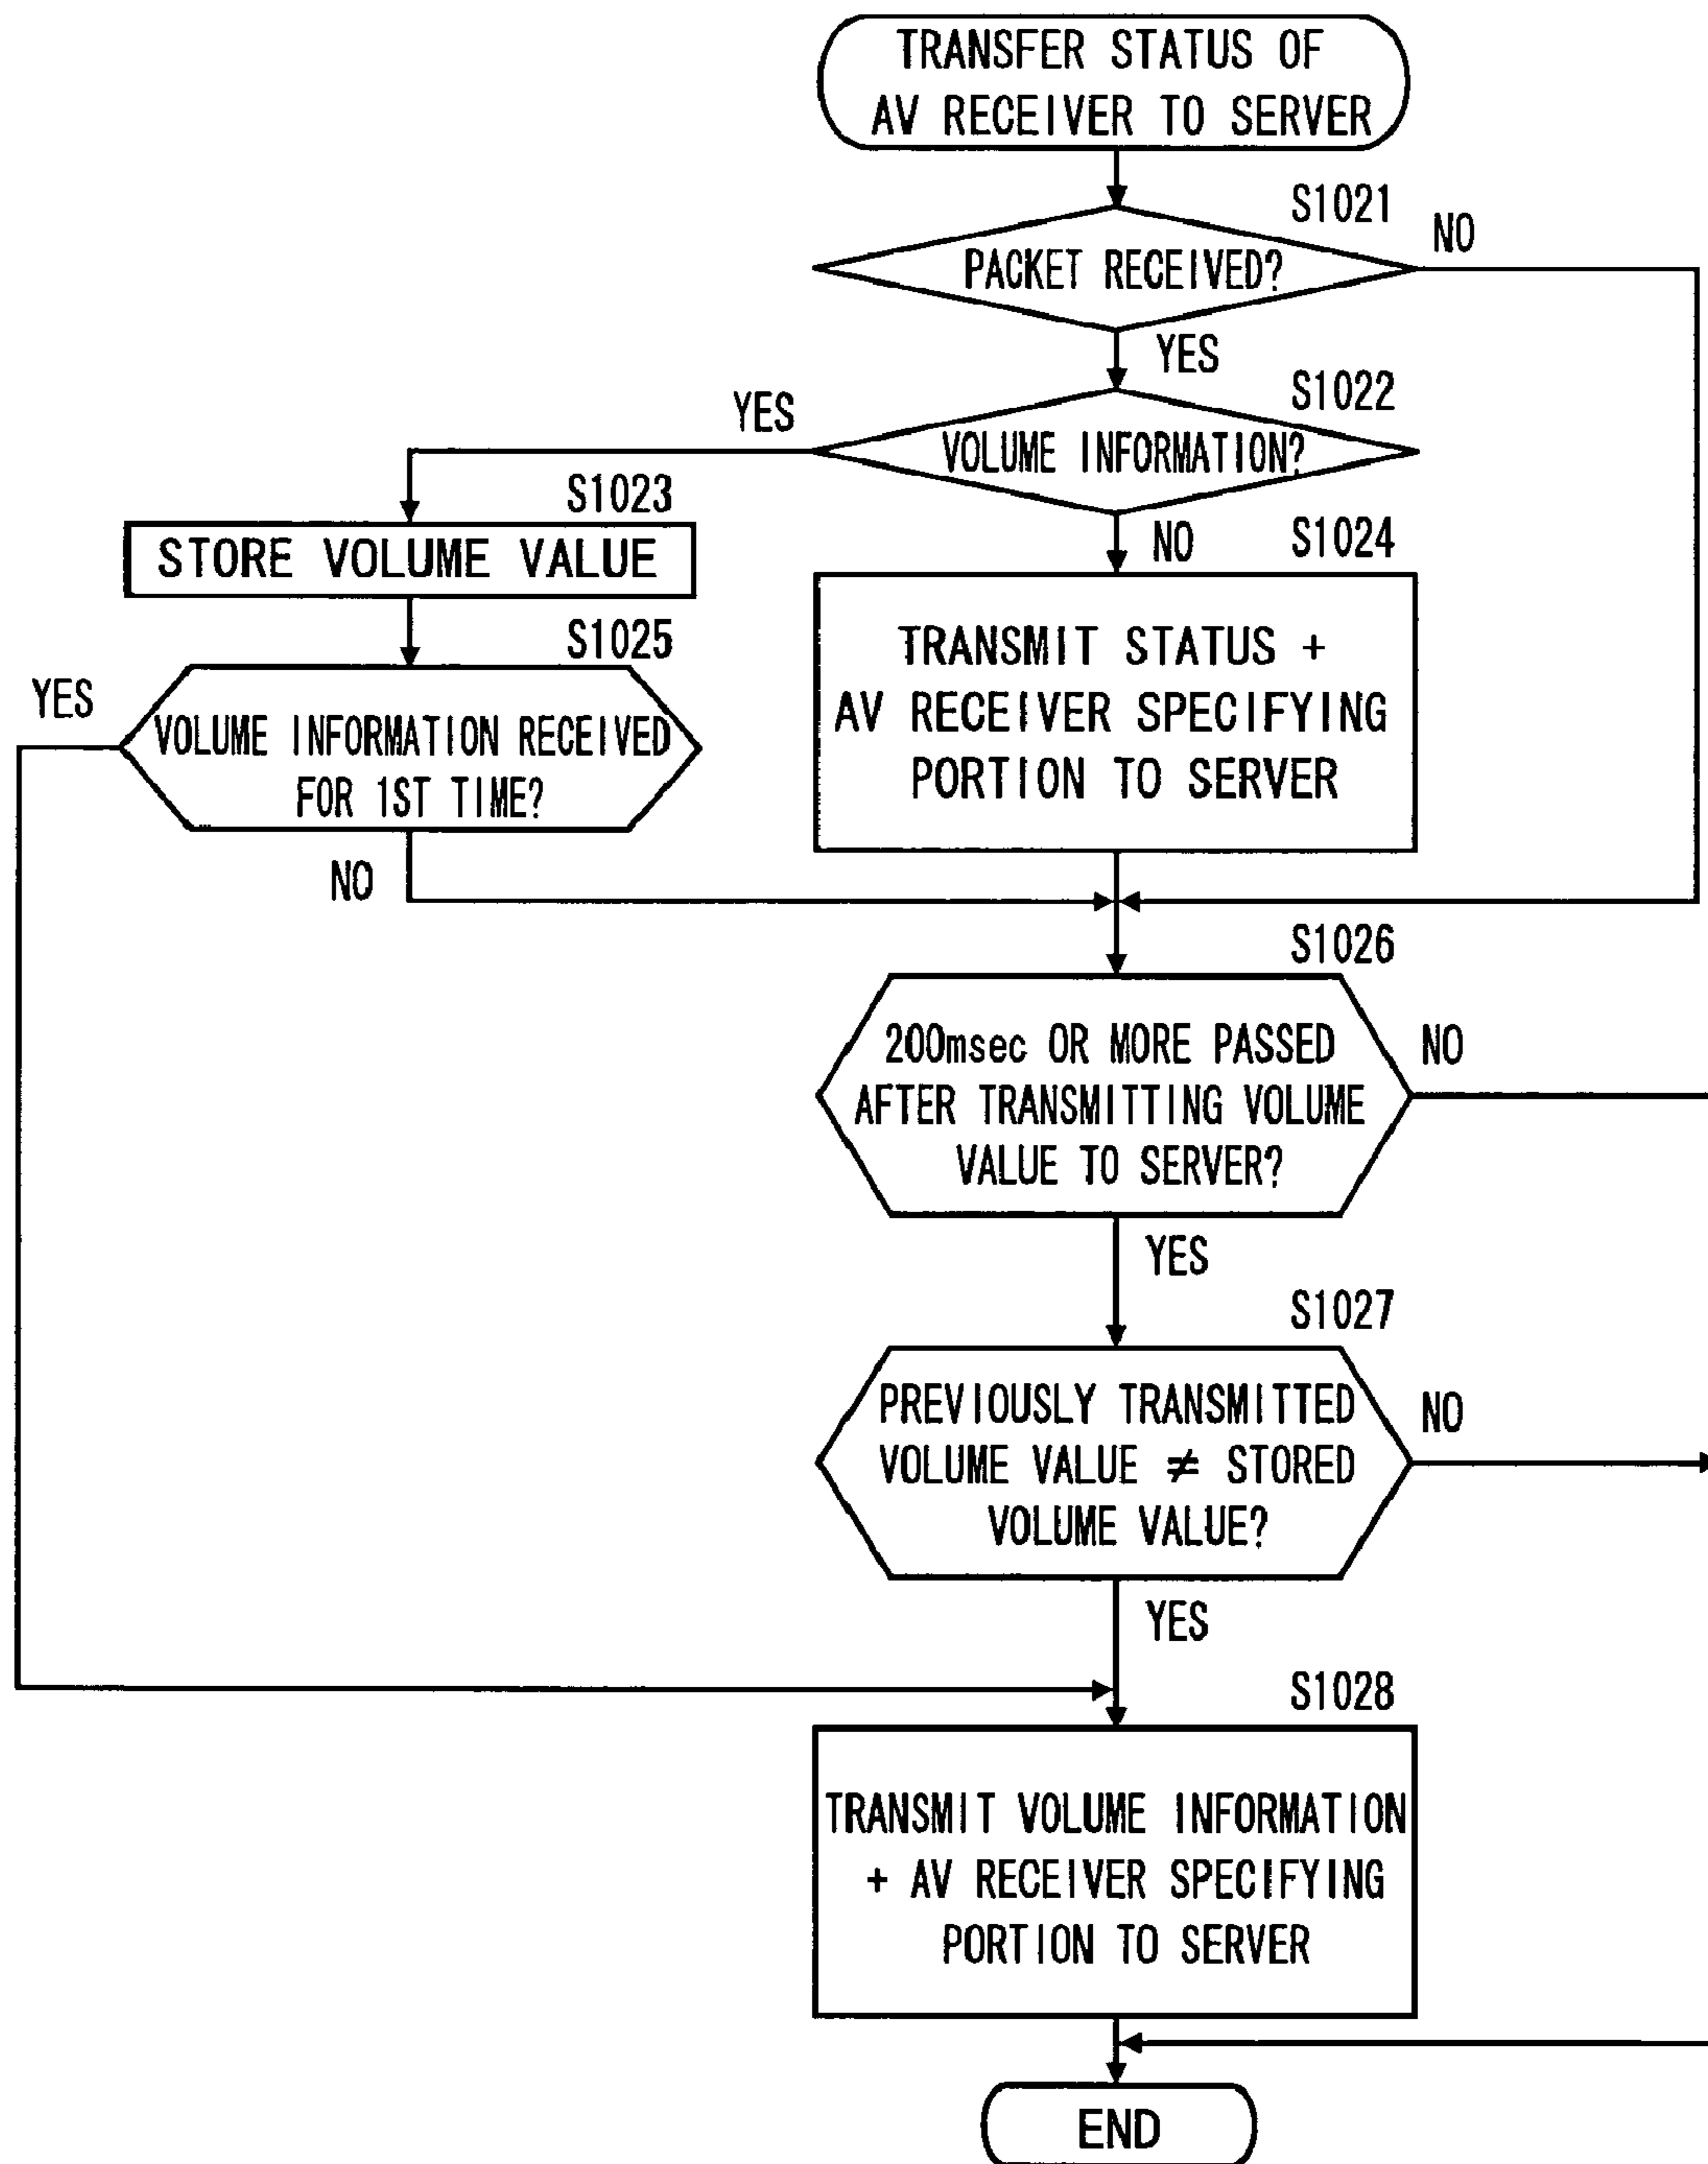 TRANSFER STATUS OF
AV RECEIVER TO SERVER
S1021
NO
PACKET RECEIVED?
YES
S1022
YES
VOLUME INFORMATION?
S1023
NO
S1024
STORE VOLUME VALUE
TRANSMIT STATUS +
AV RECEIVER SPECIFYING
PORTION TO SERVER
S1025
YES
VOLUME INFORMATION RECEIVED
FOR 1ST TIME?
NO
S1026
200msec OR MORE PASSED
AFTER TRANSMITTING VOLUME
VALUE TO SERVER?
NO
YES
S1027
PREVIOUSLY TRANSMITTED
VOLUME VALUE ≠ STORED
VOLUME VALUE?
NO
YES
S1028
TRANSMIT VOLUME INFORMATION
+ AV RECEIVER SPECIFYING
PORTION TO SERVER
END